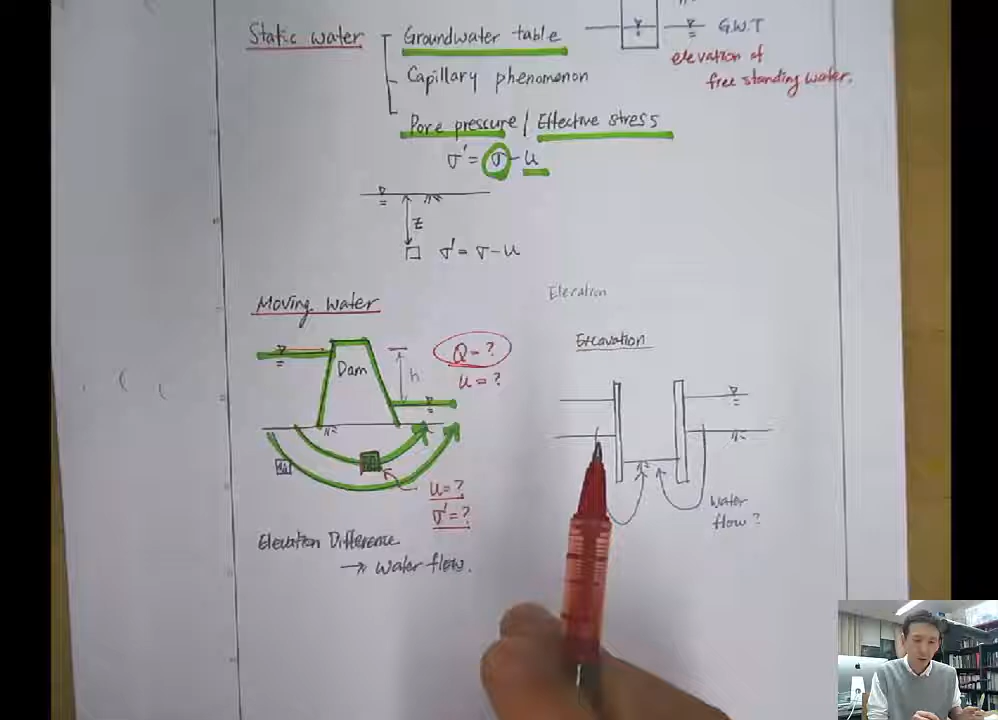 Static water
Groundwater table
G.W.T
elevation of
free standing water.
Capillary phenomenon
Pore pressure / Effective stress
σ' = σ - u
z
σ' = σ - u
Moving water
Elevation
Dam
h
Q = ?
u = ?
Excavation
u = ?
σ' = ?
Water
flow ?
Elevation Difference
→ Water flow.